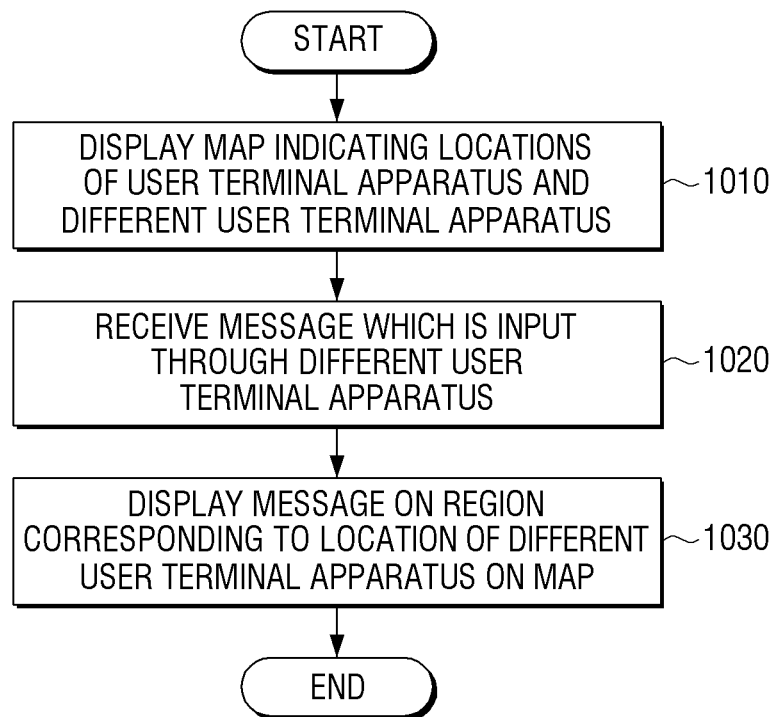 START
DISPLAY MAP INDICATING LOCATIONS
OF USER TERMINAL APPARATUS AND
DIFFERENT USER TERMINAL APPARATUS
1010
RECEIVE MESSAGE WHICH IS INPUT
THROUGH DIFFERENT USER
TERMINAL APPARATUS
1020
DISPLAY MESSAGE ON REGION
CORRESPONDING TO LOCATION OF DIFFERENT
USER TERMINAL APPARATUS ON MAP
1030
END